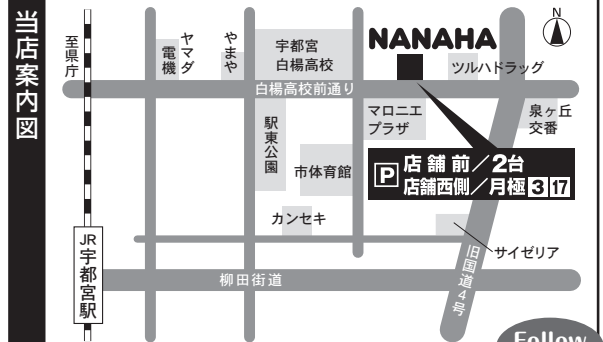 当店案内図
至県庁
ヤマダ
電機
やまや
宇都宮
白楊高校
NANAHA
N
ツルハドラッグ
白楊高校前通り
駅東公園
マロニエ
プラザ
泉ヶ丘
交番
市体育館
P 店舗前／2台
店舗西側／月極 3 17
カンセキ
サイゼリア
JR宇都宮駅
柳田街道
旧国道4号
Follow